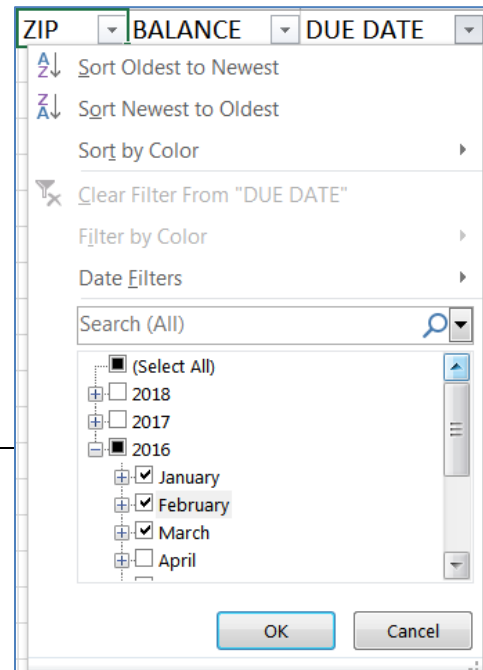 ZIP BALANCE DUE DATE
Sort Oldest to Newest
Sort Newest to Oldest
Sort by Color
Clear Filter From "DUE DATE"
Filter by Color
Date Filters
Search (All)
(Select All)
2018
2017
2016
January
February
March
April
OK Cancel